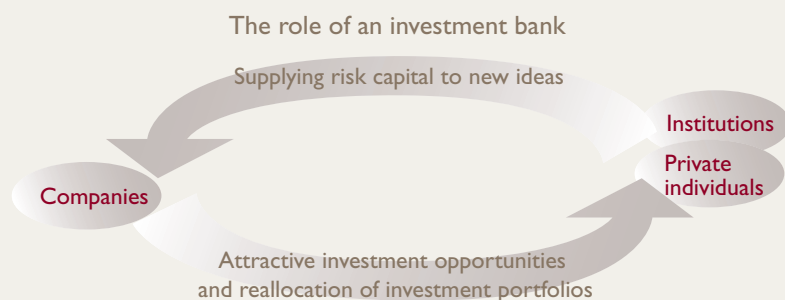 The role of an investment bank
Supplying risk capital to new ideas
Institutions
Private
individuals
Companies
Attractive investment opportunities
and reallocation of investment portfolios